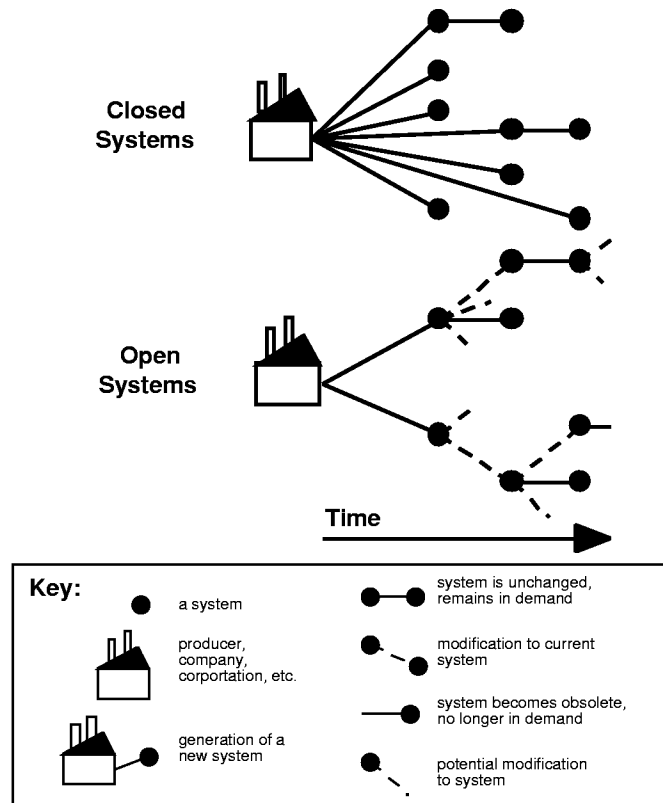 Closed
Systems
Open
Systems
Time
Key:
a system
producer,
company,
corportation, etc.
generation of a
new system
system is unchanged,
remains in demand
modification to current
system
system becomes obsolete,
no longer in demand
potential modification
to system